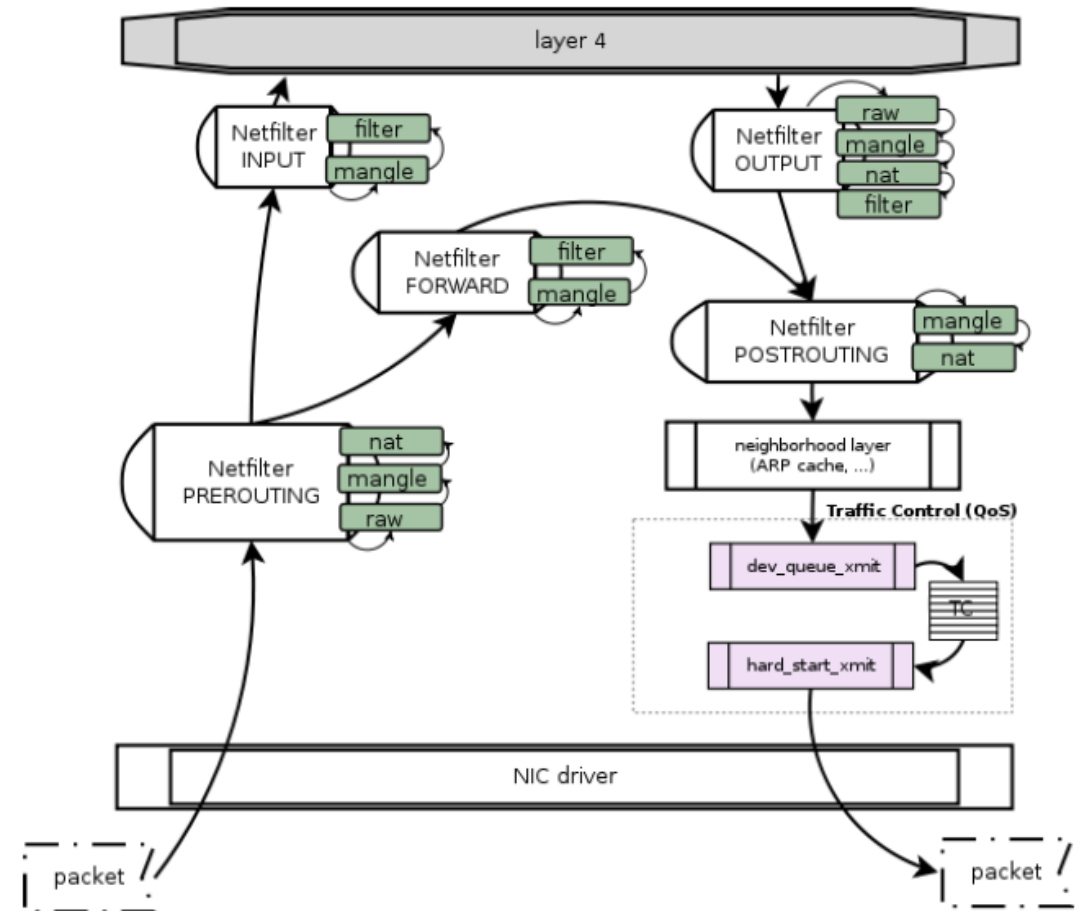 layer 4
Netfilter
INPUT
filter
mangle
Netfilter
OUTPUT
raw
mangle
nat
filter
Netfilter
FORWARD
filter
mangle
Netfilter
POSTROUTING
mangle
nat
Netfilter
PREROUTING
nat
mangle
raw
neighborhood layer
(ARP cache, ...)
Traffic Control (QoS)
dev_queue_xmit
TC
hard_start_xmit
NIC driver
packet
packet